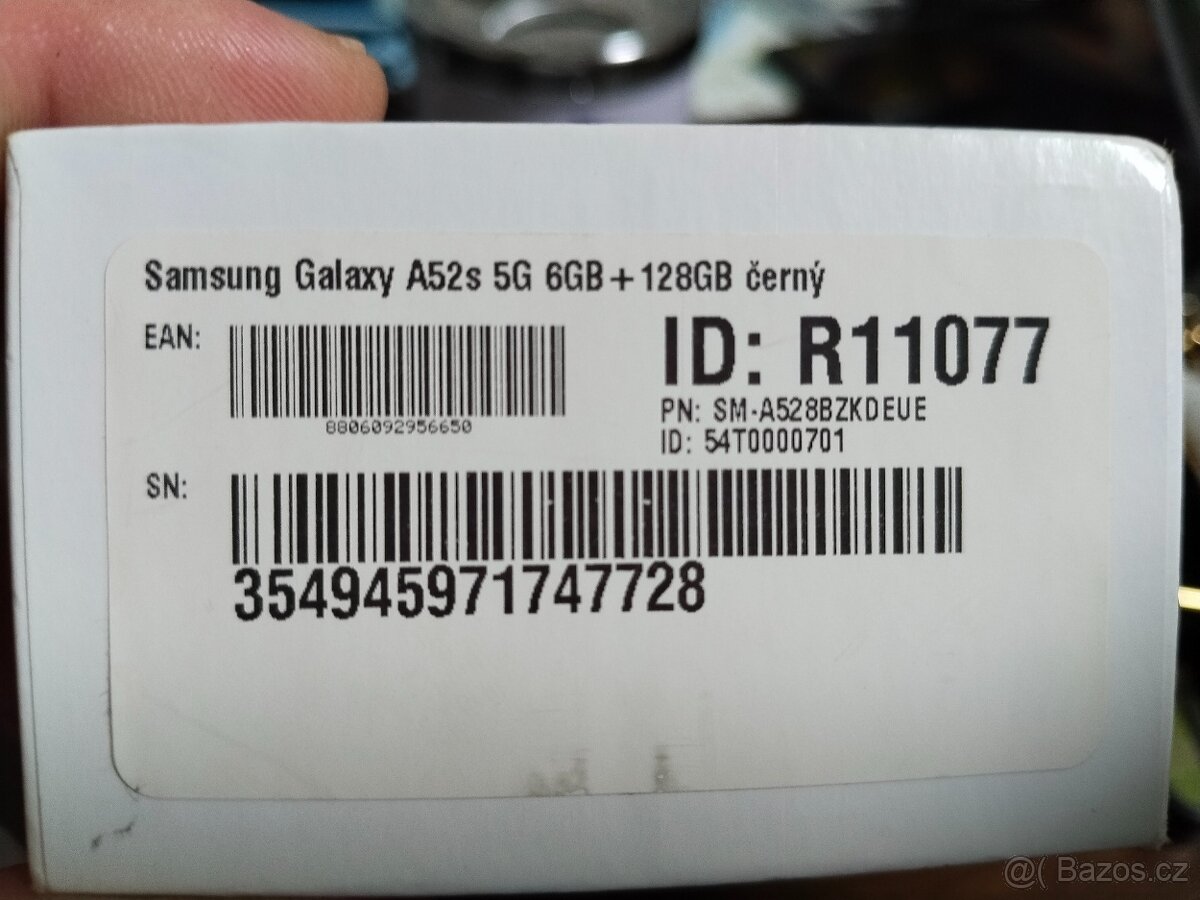 Samsung Galaxy A52s 5G 6GB+128GB černý
EAN:
8806092956650
ID: R11077
PN: SM-A528BZKDEUE
ID: 54T0000701
SN:
354945971747728
@( Bazos.cz